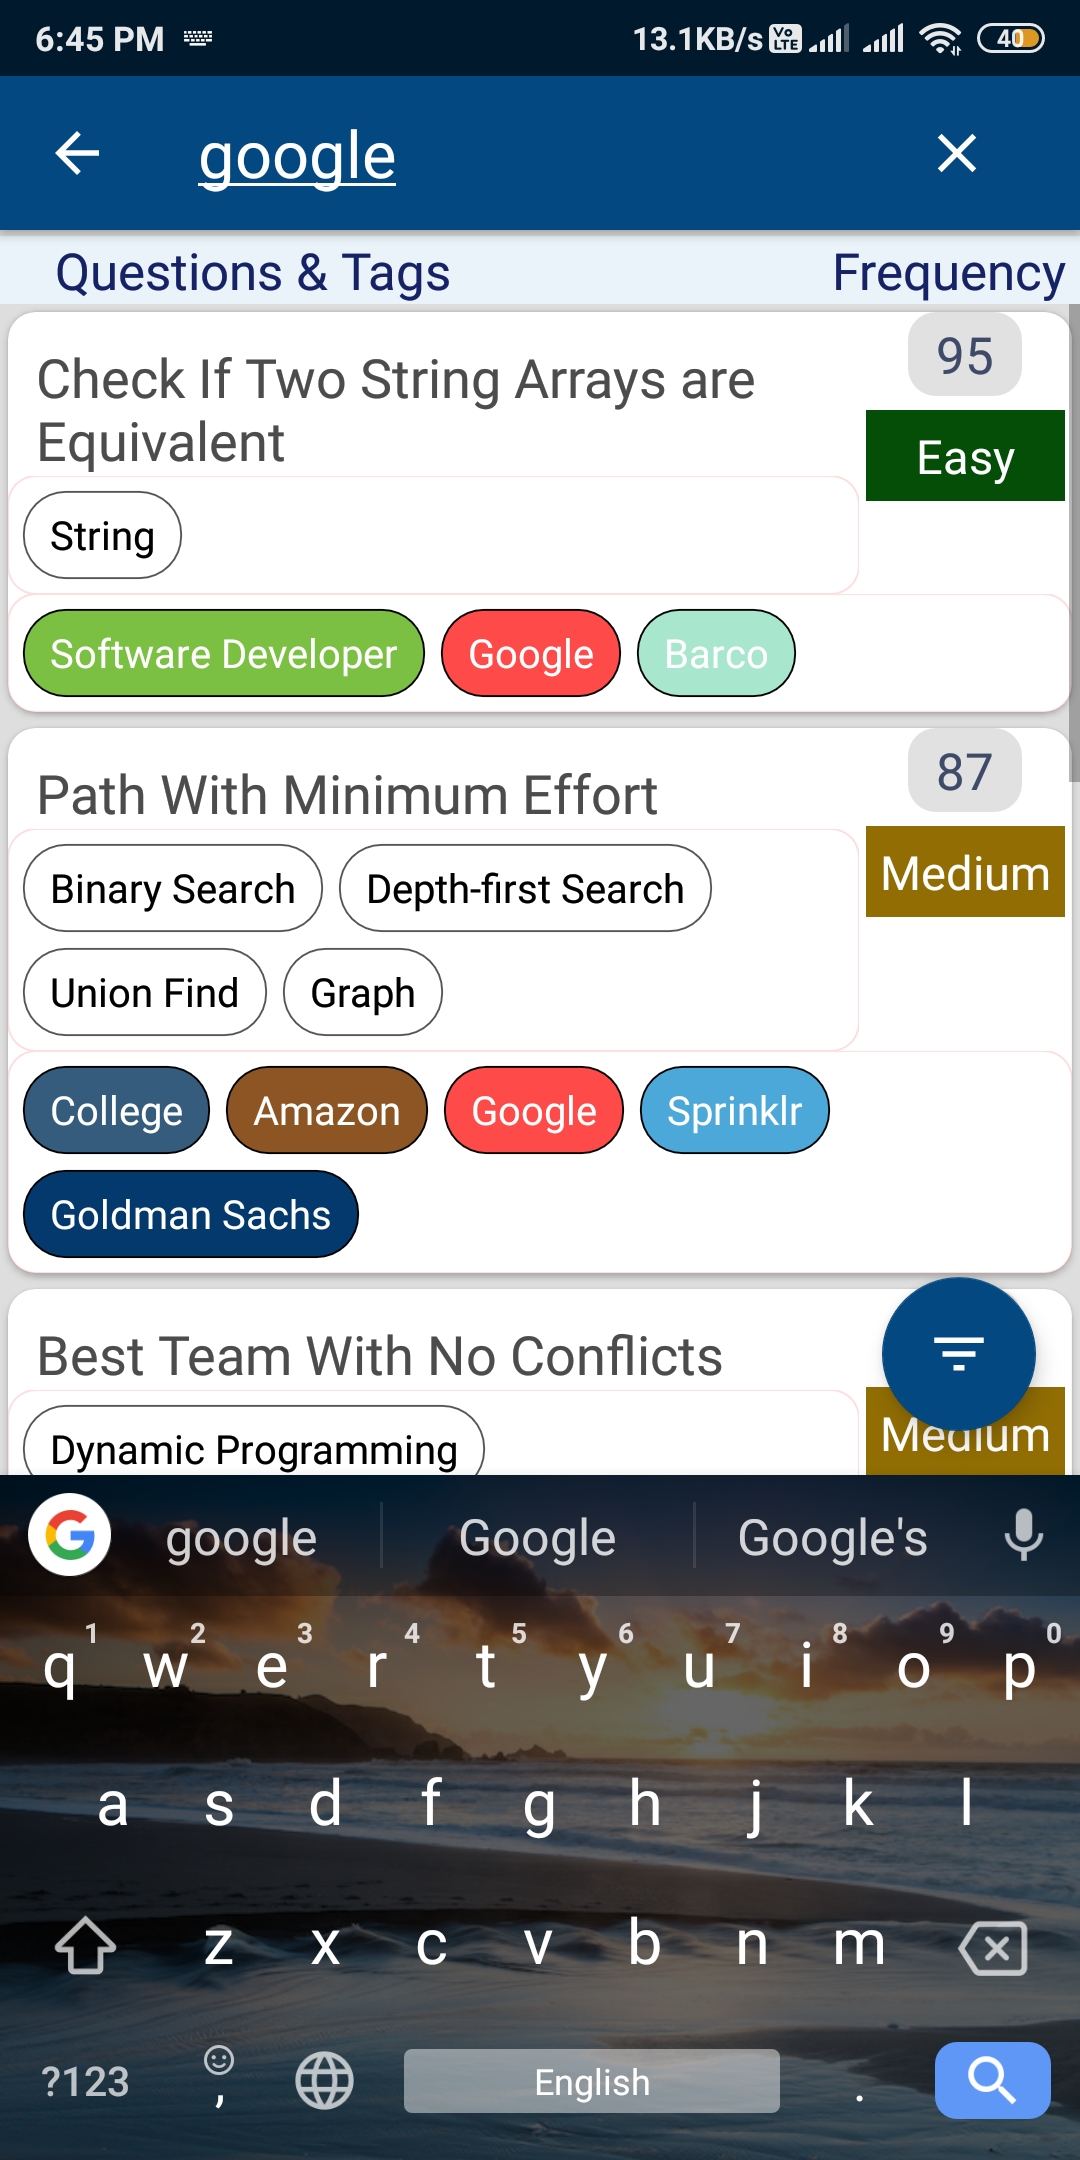 6:45 PM 13.1KB/s Vo LTE 40
google
Questions & Tags Frequency
95
Check If Two String Arrays are
Equivalent
Easy
String
Software Developer Google Barco
87
Path With Minimum Effort
Medium
Binary Search Depth-first Search
Union Find Graph
College Amazon Google Sprinklr
Goldman Sachs
Best Team With No Conflicts
Medium
Dynamic Programming
G google Google Google's
1 2 3 4 5 6 7 8 9 0
q w e r t y u i o p
a s d f g h j k l
z x c v b n m
?123 , English .